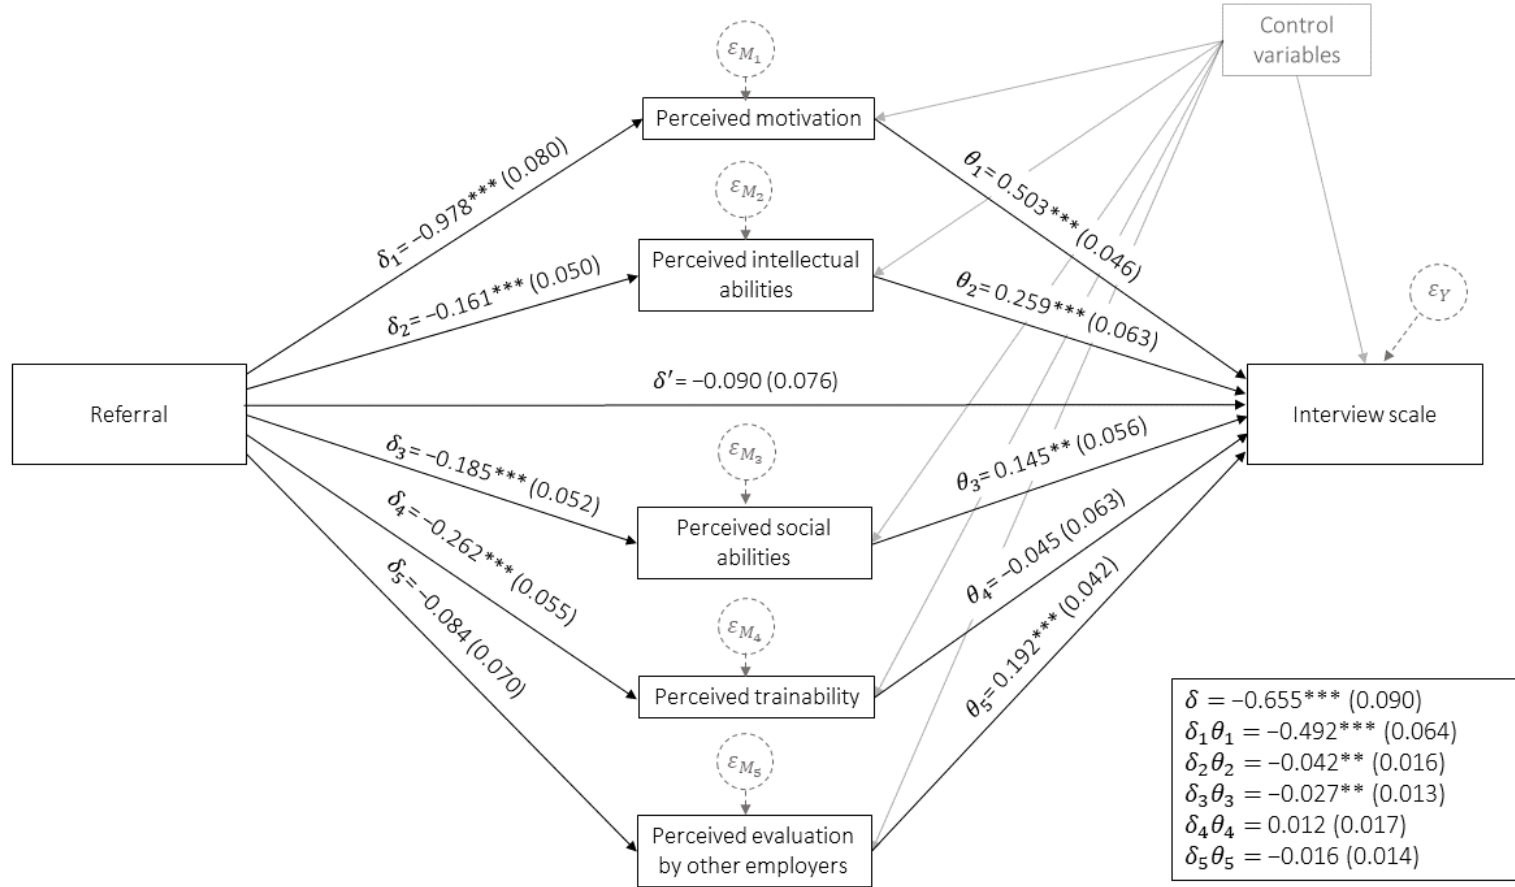 Control
variables
ε_{M_1}
Perceived motivation
δ_1= −0.978*** (0.080)
θ_1= 0.503*** (0.046)
ε_{M_2}
Perceived intellectual
abilities
δ_2= −0.161*** (0.050)
θ_2= 0.259*** (0.063)
ε_Y
Referral
δ′= −0.090 (0.076)
Interview scale
ε_{M_3}
δ_3= −0.185*** (0.052)
θ_3= 0.145** (0.056)
Perceived social
abilities
δ_4= −0.262*** (0.055)
θ_4= −0.045 (0.063)
ε_{M_4}
Perceived trainability
δ_5= −0.084 (0.070)
θ_5= 0.192*** (0.042)
ε_{M_5}
Perceived evaluation
by other employers
δ = −0.655*** (0.090)
δ_1θ_1 = −0.492*** (0.064)
δ_2θ_2 = −0.042** (0.016)
δ_3θ_3 = −0.027** (0.013)
δ_4θ_4 = 0.012 (0.017)
δ_5θ_5 = −0.016 (0.014)